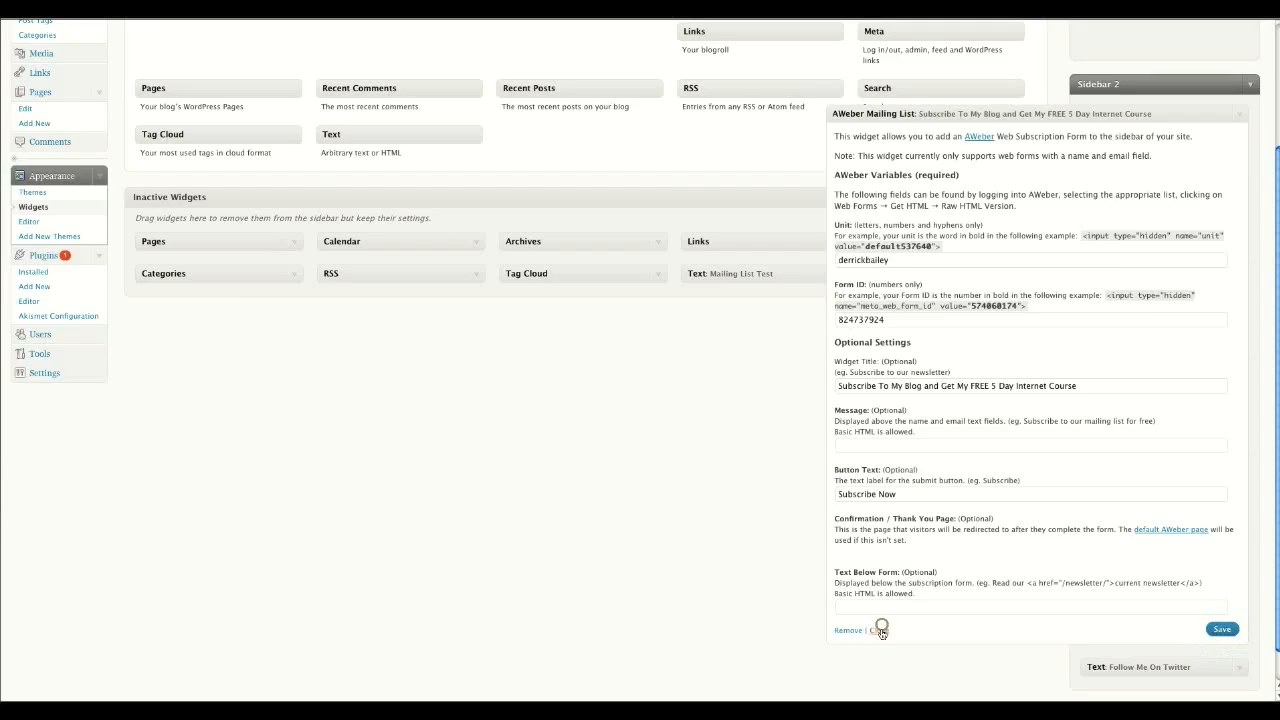 Post Tags
Categories
Media
Links
Pages
Edit
Add New
Comments
Appearance
Themes
Widgets
Editor
Add New Themes
Plugins 1
Installed
Add New
Editor
Akismet Configuration
Users
Tools
Settings
Links
Your blogroll
Meta
Log in/out, admin, feed and WordPress
links
Pages
Your blog's WordPress Pages
Recent Comments
The most recent comments
Recent Posts
The most recent posts on your blog
RSS
Entries from any RSS or Atom feed
Search
Tag Cloud
Your most used tags in cloud format
Text
Arbitrary text or HTML
Inactive Widgets
Drag widgets here to remove them from the sidebar but keep their settings.
Pages
Calendar
Archives
Links
Categories
RSS
Tag Cloud
Text: Mailing List Test
Sidebar 2
AWeber Mailing List: Subscribe To My Blog and Get My FREE 5 Day Internet Course
This widget allows you to add an AWeber Web Subscription Form to the sidebar of your site.
Note: This widget currently only supports web forms with a name and email field.
AWeber Variables (required)
The following fields can be found by logging into AWeber, selecting the appropriate list, clicking on
Web Forms → Get HTML → Raw HTML Version.
Unit: (letters, numbers and hyphens only)
For example, your unit is the word in bold in the following example: <input type="hidden" name="unit"
value="default537640">
derrickbailey
Form ID: (numbers only)
For example, your Form ID is the number in bold in the following example: <input type="hidden"
name="meta_web_form_id" value="574060174">
824737924
Optional Settings
Widget Title: (Optional)
(eg. Subscribe to our newsletter)
Subscribe To My Blog and Get My FREE 5 Day Internet Course
Message: (Optional)
Displayed above the name and email text fields. (eg. Subscribe to our mailing list for free)
Basic HTML is allowed.
Button Text: (Optional)
The text label for the submit button. (eg. Subscribe)
Subscribe Now
Confirmation / Thank You Page: (Optional)
This is the page that visitors will be redirected to after they complete the form. The default AWeber page will be
used if this isn't set.
Text Below Form: (Optional)
Displayed below the subscription form. (eg. Read our <a href="/newsletter/">current newsletter</a>)
Basic HTML is allowed.
Remove |
Save
Text: Follow Me On Twitter